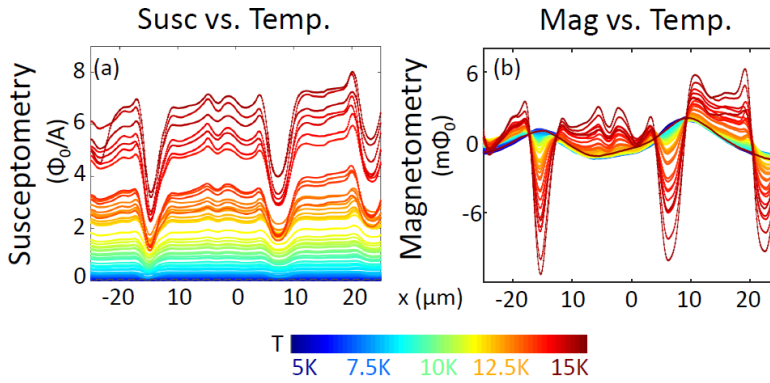 Susc vs. Temp.
Mag vs. Temp.
Susceptometry
(Φ₀/A)
8
6
4
2
0
(a)
-20 -10 0 10 20
x (μm)
Magnetometry
(mΦ₀)
6
0
-6
(b)
-20 10 0 10 20
T
5K 7.5K 10K 12.5K 15K